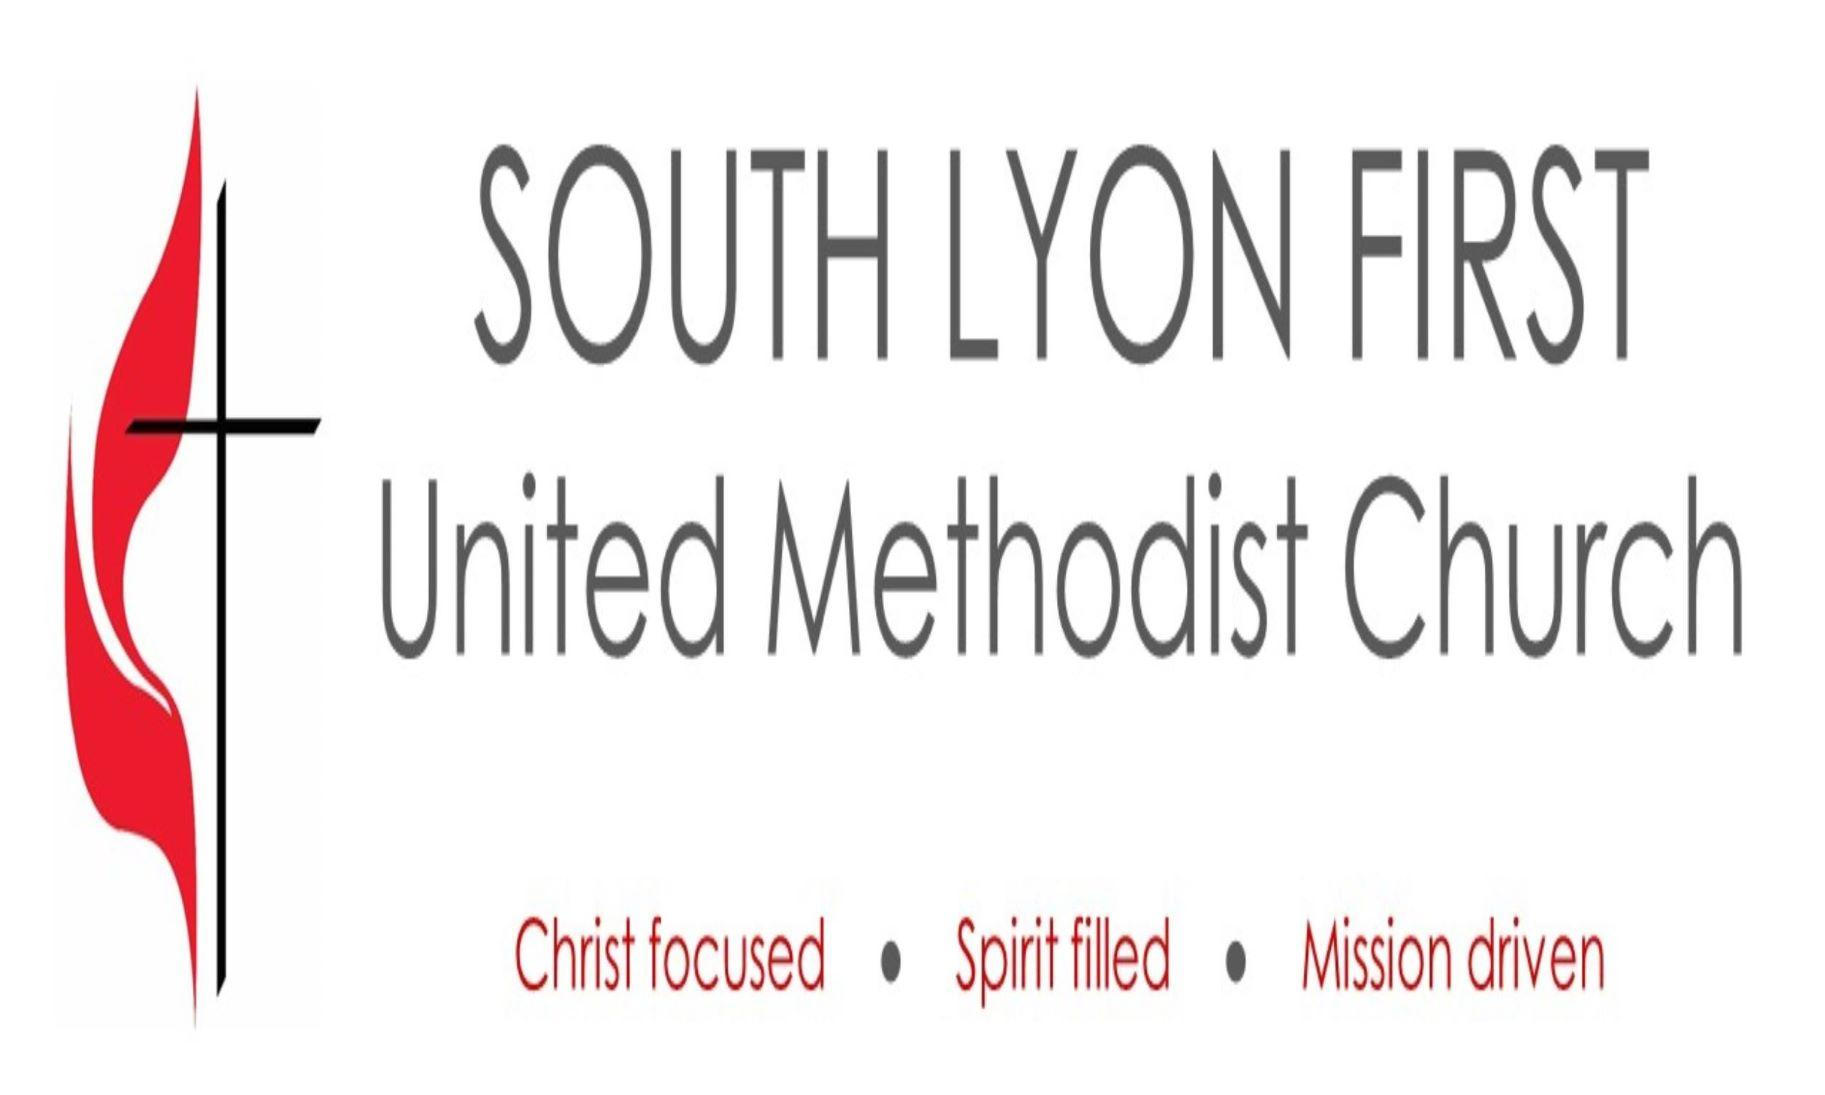 SOUTH LYON FIRST
United Methodist Church
Christ focused • Spirit filled • Mission driven